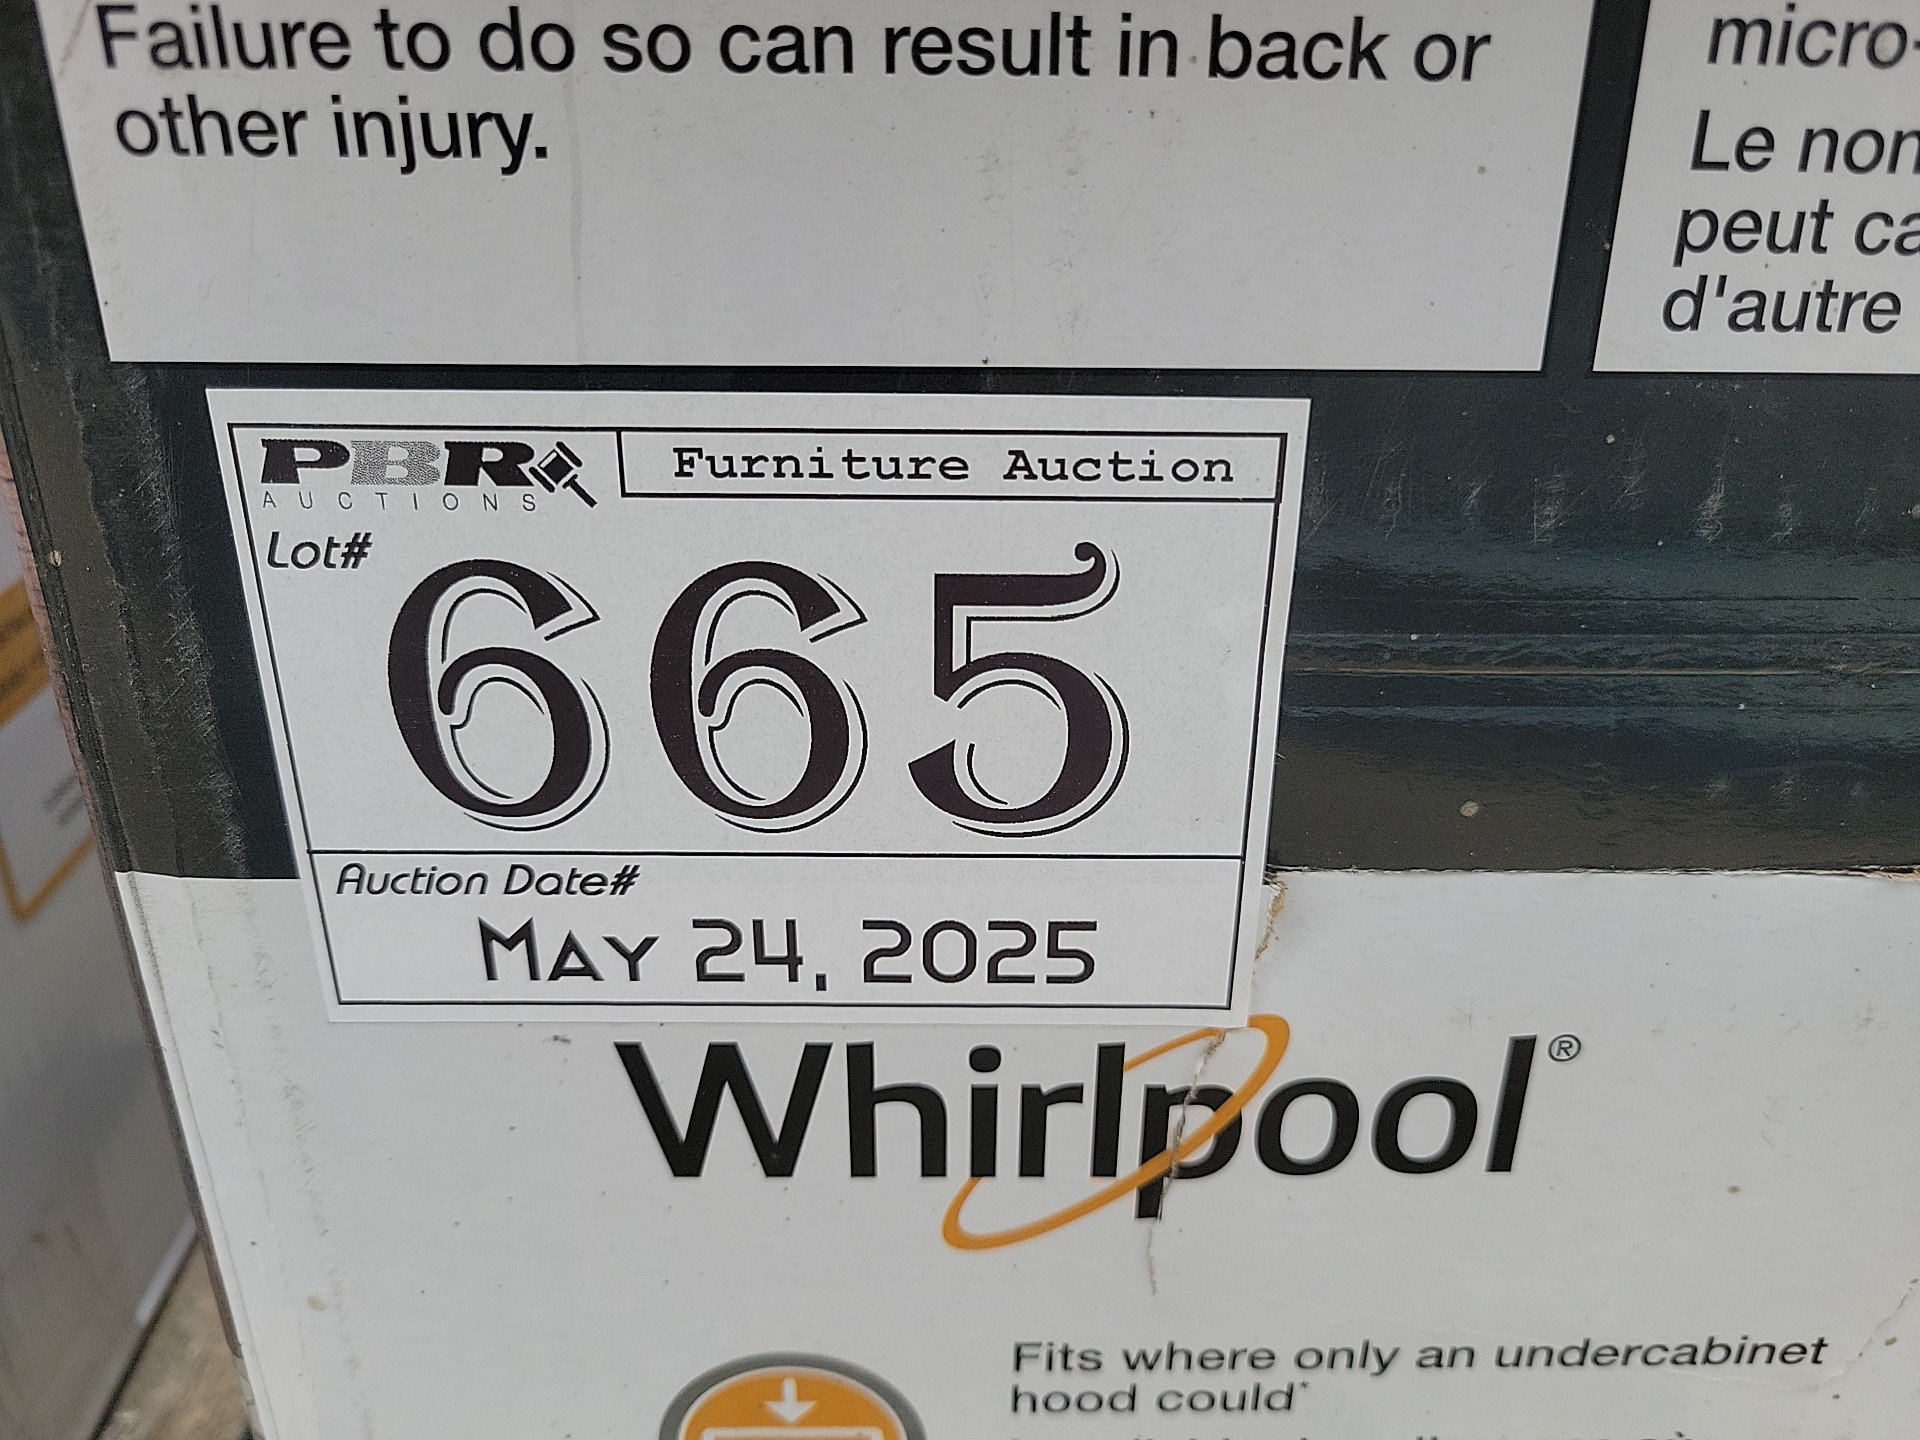 Failure to do so can result in back or
other injury.
micro-
Le non
peut ca
d'autre
PBR
AUCTIONS
Furniture Auction
Lot#
665
Auction Date#
May 24, 2025
Whirlpool®
Fits where only an undercabinet
hood could*